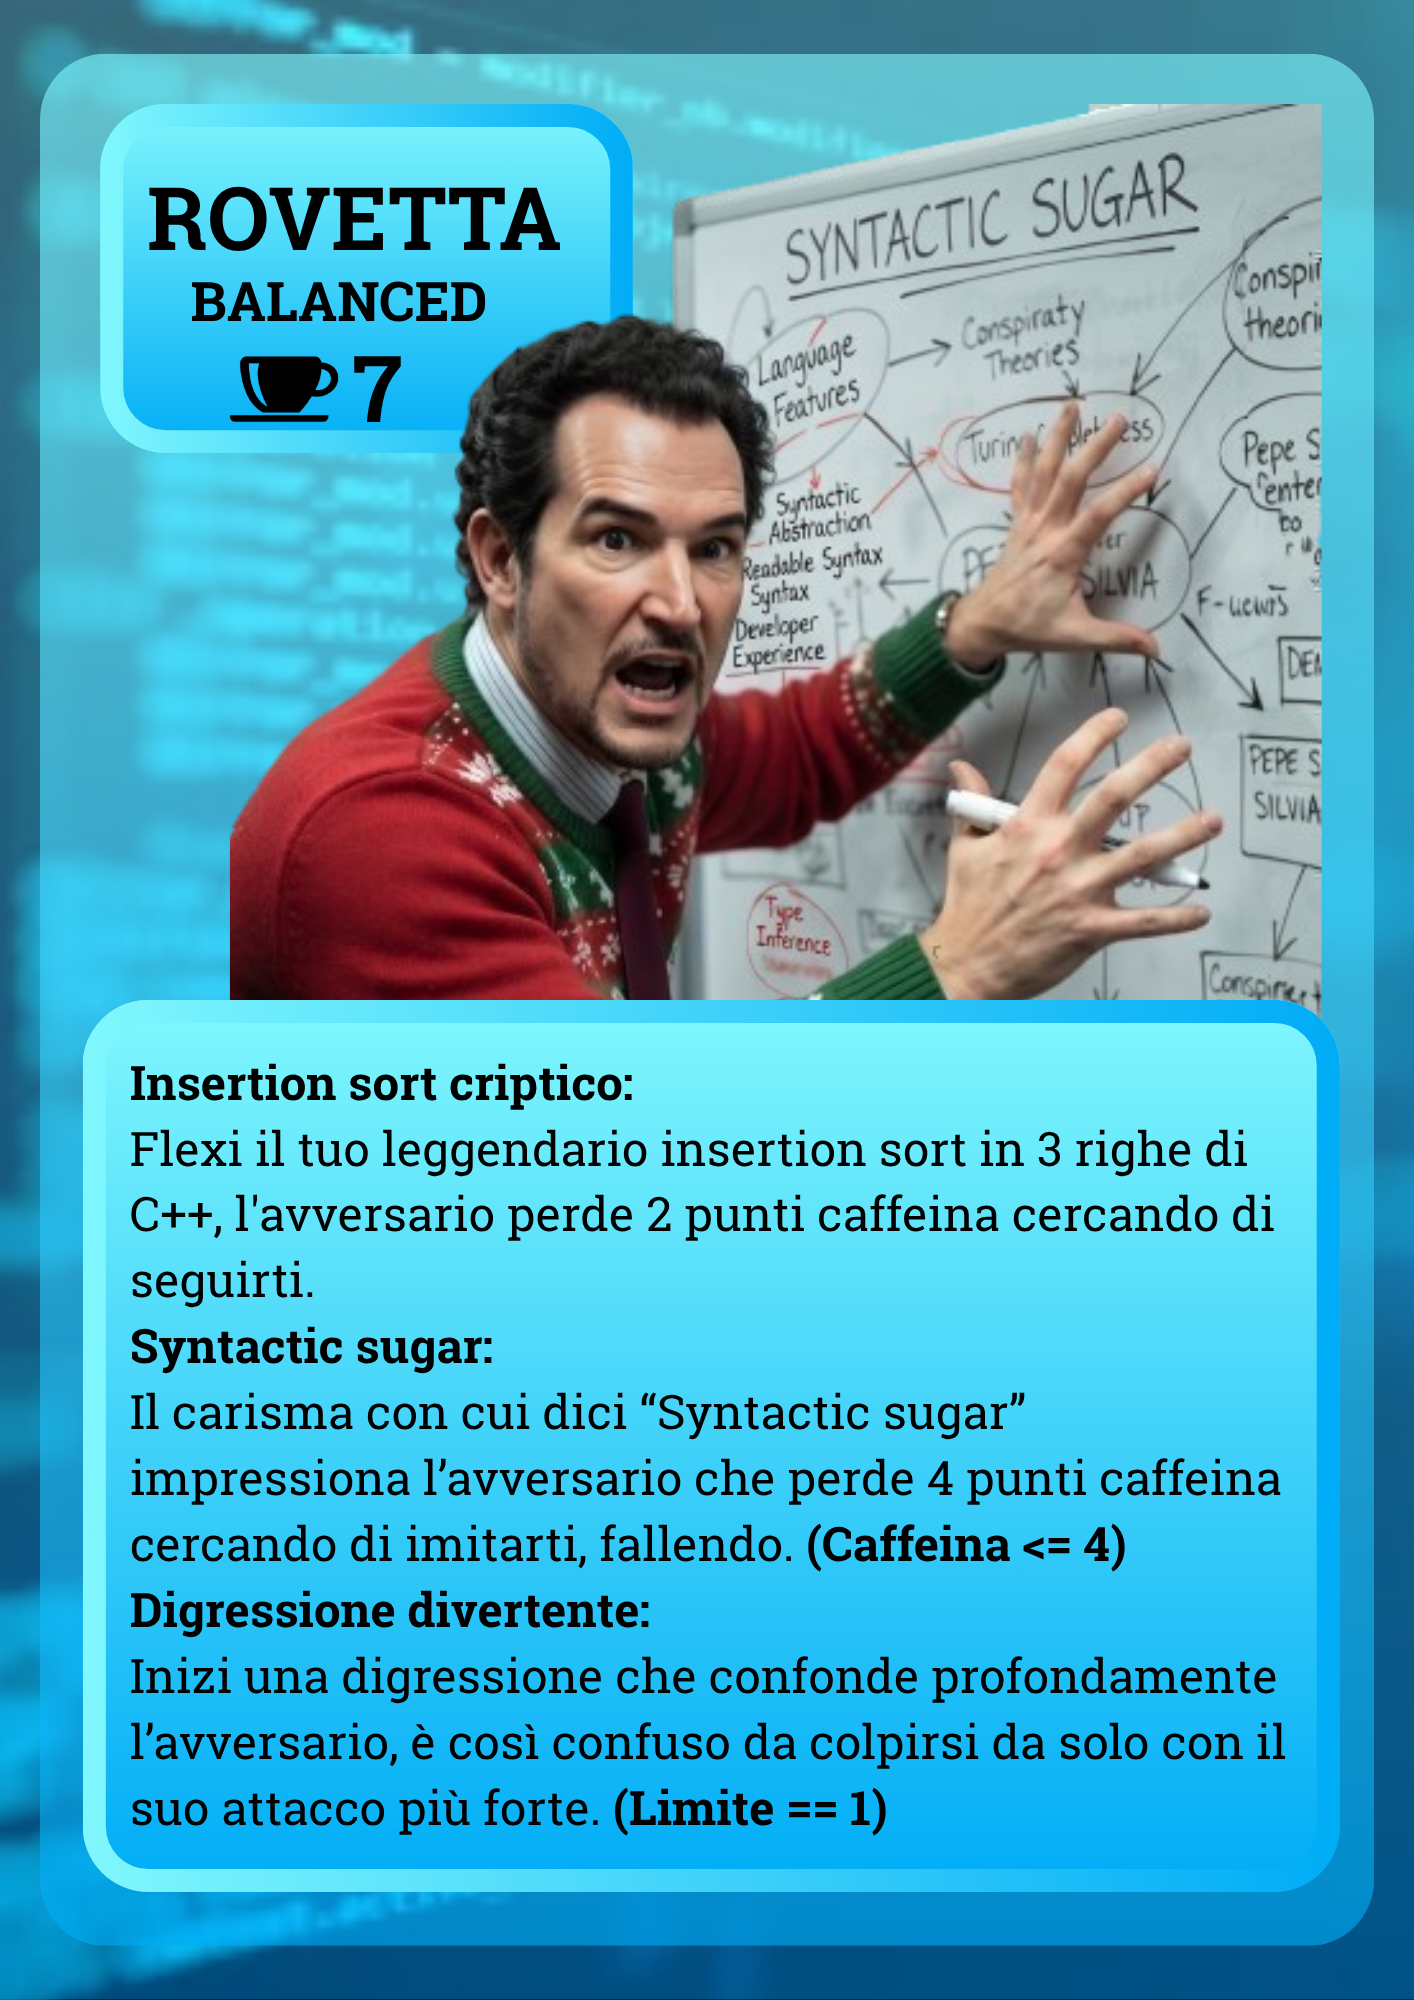 ROVETTA
BALANCED
7
SYNTACTIC SUGAR
Language
Features
Conspiraty
Theories
Syntactic
Abstraction
Readable Syntax
Syntax
Developer
Experience
Pepe S
SILVIA
F-ucwis
PEPE S
SILVIA
Type
Inference
Insertion sort criptico:
Flexi il tuo leggendario insertion sort in 3 righe di
C++, l'avversario perde 2 punti caffeina cercando di
seguirti.
Syntactic sugar:
Il carisma con cui dici “Syntactic sugar”
impressiona l’avversario che perde 4 punti caffeina
cercando di imitarti, fallendo. (Caffeina <= 4)
Digressione divertente:
Inizi una digressione che confonde profondamente
l’avversario, è così confuso da colpirsi da solo con il
suo attacco più forte. (Limite == 1)